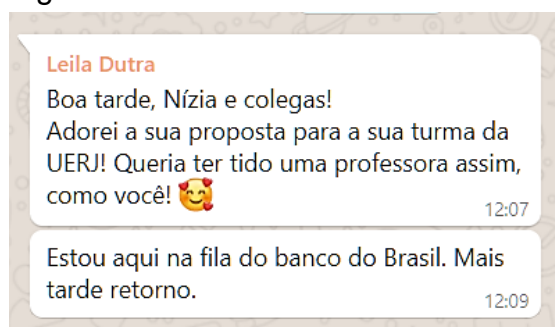 Leila Dutra
Boa tarde, Nízia e colegas!
Adorei a sua proposta para a sua turma da
UERJ! Queria ter tido uma professora assim,
como você! 🥰
12:07
Estou aqui na fila do banco do Brasil. Mais
tarde retorno.
12:09